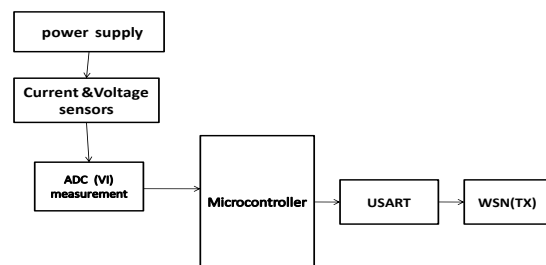 power supply
Current &Voltage
sensors
ADC (VI)
measurement
Microcontroller
USART
WSN(TX)